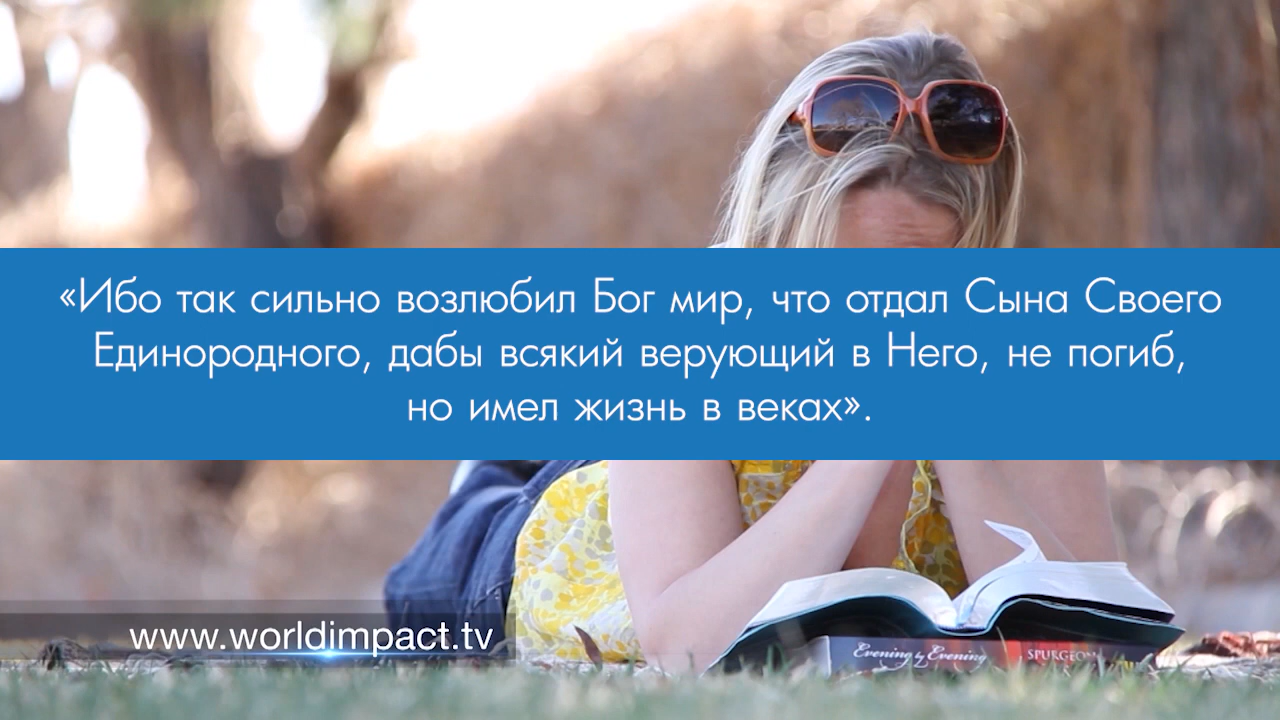 «Ибо так сильно возлюбил Бог мир, что отдал Сына Своего
Единородного, дабы всякий верующий в Него, не погиб,
но имел жизнь в веках».
www.worldimpact.tv
Evening by Evening SPURGEON